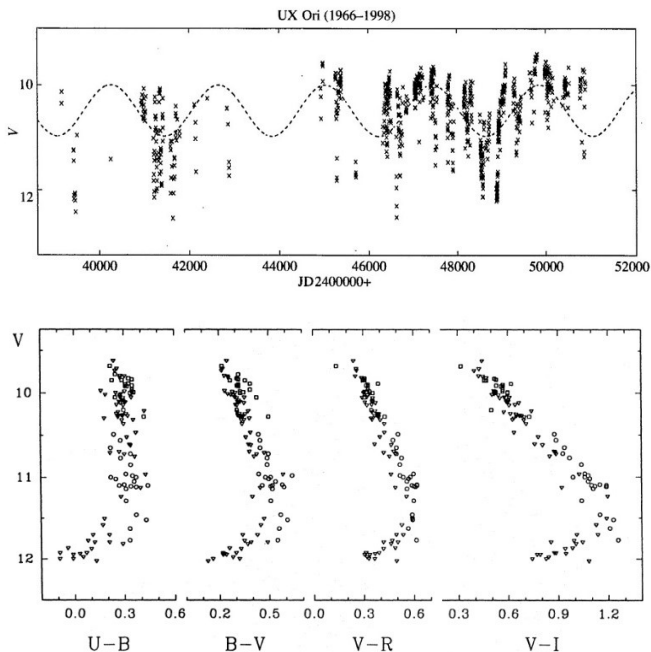 UX Ori (1966–1998)
10
V
12
40000 42000 44000 46000 48000 50000 52000
JD2400000+
V
10
11
12
0.0 0.3 0.6 0.2 0.5 0.0 0.3 0.6 0.3 0.6 0.9 1.2
U–B B–V V–R V–I